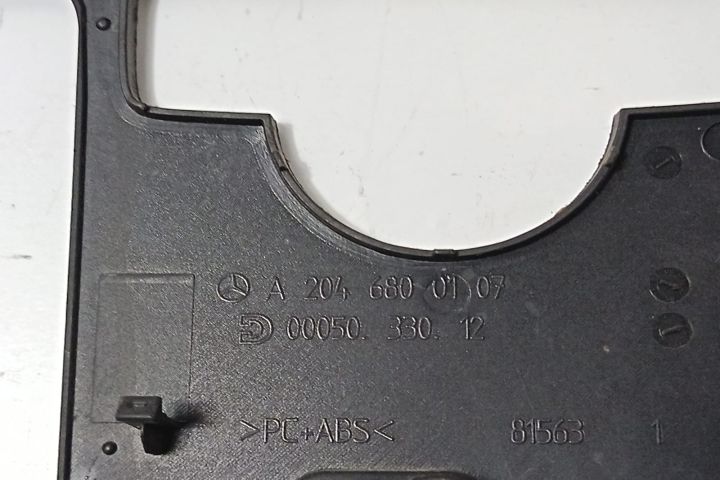 A 204 680 01 07
00050. 330. 12
>PC+ABS< 81563 1